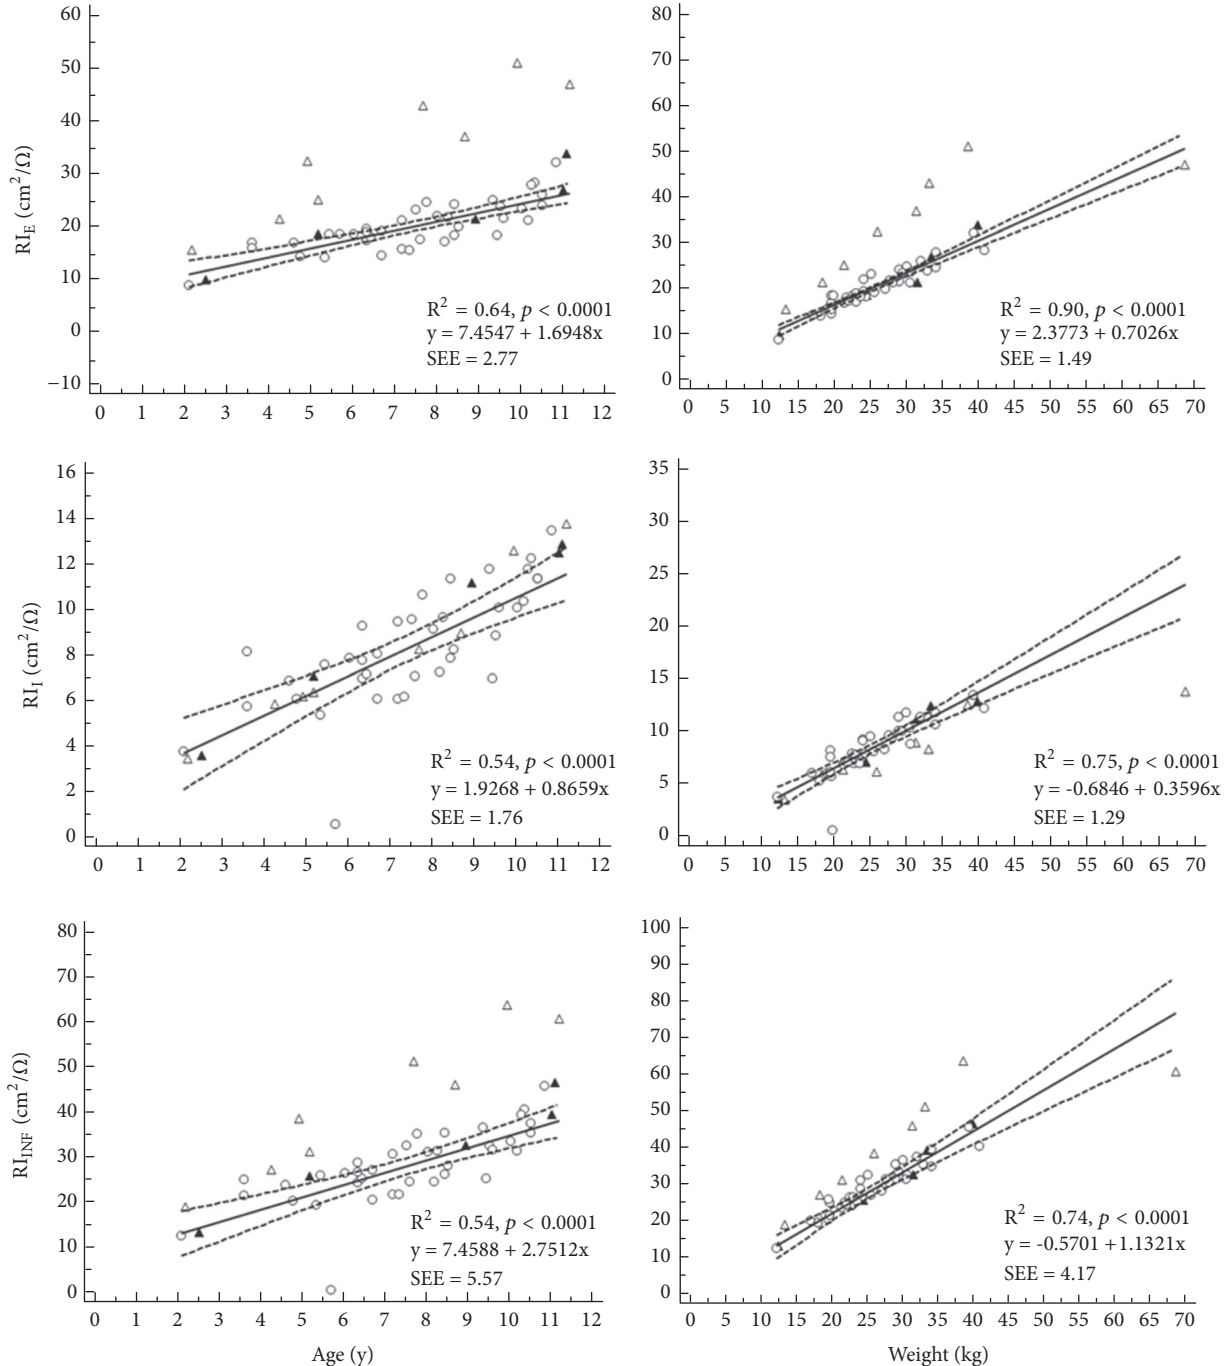 60
50
40
30
20
10
0
−10
RI_E (cm²/Ω)
R² = 0.64, p < 0.0001
y = 7.4547 + 1.6948x
SEE = 2.77
0 1 2 3 4 5 6 7 8 9 10 11 12
80
70
60
50
40
30
20
10
0
R² = 0.90, p < 0.0001
y = 2.3773 + 0.7026x
SEE = 1.49
0 5 10 15 20 25 30 35 40 45 50 55 60 65 70
16
14
12
10
8
6
4
2
0
RI_I (cm²/Ω)
R² = 0.54, p < 0.0001
y = 1.9268 + 0.8659x
SEE = 1.76
0 1 2 3 4 5 6 7 8 9 10 11 12
35
30
25
20
15
10
5
0
R² = 0.75, p < 0.0001
y = -0.6846 + 0.3596x
SEE = 1.29
0 5 10 15 20 25 30 35 40 45 50 55 60 65 70
80
70
60
50
40
30
20
10
0
RI_INF (cm²/Ω)
R² = 0.54, p < 0.0001
y = 7.4588 + 2.7512x
SEE = 5.57
0 1 2 3 4 5 6 7 8 9 10 11 12
Age (y)
100
90
80
70
60
50
40
30
20
10
0
R² = 0.74, p < 0.0001
y = -0.5701 +1.1321x
SEE = 4.17
0 5 10 15 20 25 30 35 40 45 50 55 60 65 70
Weight (kg)